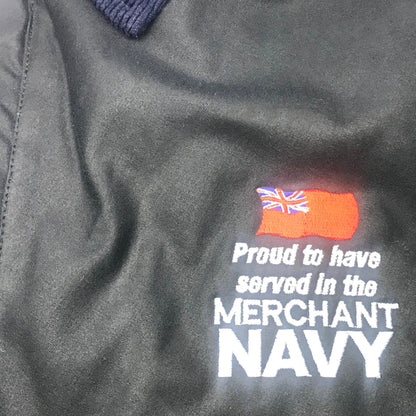 Proud to have
served in the
MERCHANT
NAVY